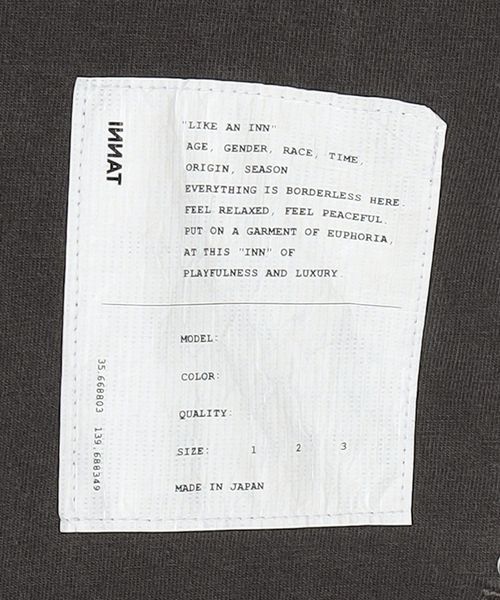 INNAT
"LIKE AN INN"
AGE, GENDER, RACE, TIME,
ORIGIN, SEASON
EVERYTHING IS BORDERLESS HERE.
FEEL RELAXED, FEEL PEACEFUL.
PUT ON A GARMENT OF EUPHORIA,
AT THIS "INN" OF
PLAYFULNESS AND LUXURY.
MODEL:
COLOR:
QUALITY:
SIZE: 1 2 3
MADE IN JAPAN
35.668803 139.688349